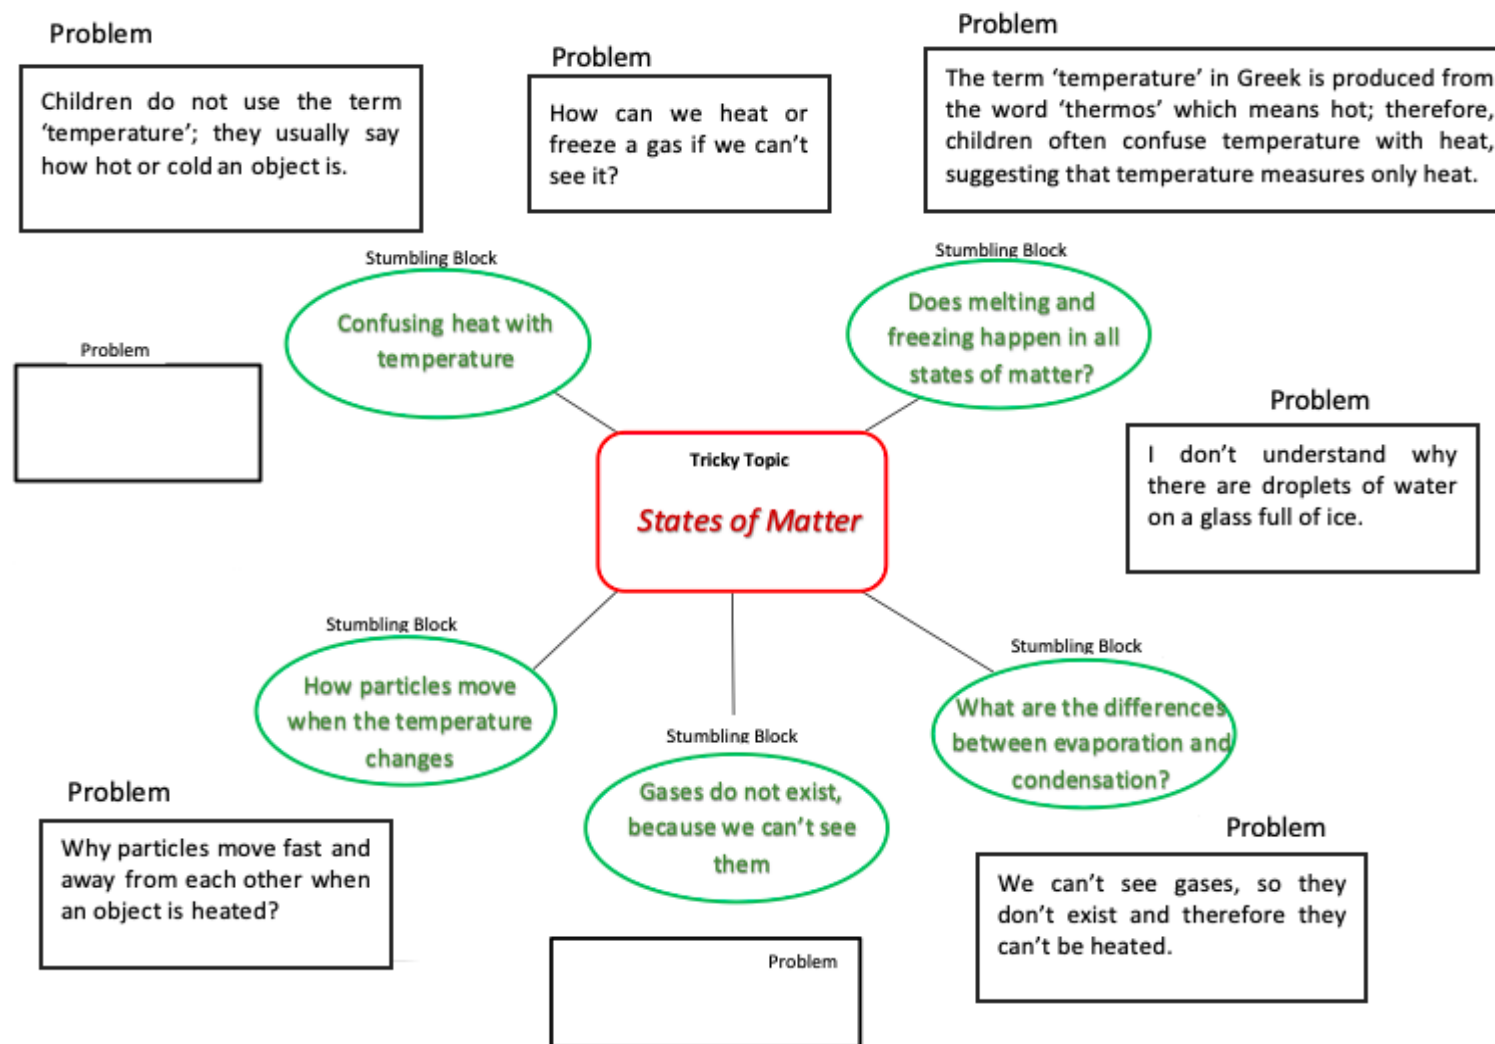 Problem
Children do not use the term
‘temperature’; they usually say
how hot or cold an object is.
Problem
How can we heat or
freeze a gas if we can’t
see it?
Problem
The term ‘temperature’ in Greek is produced from
the word ‘thermos’ which means hot; therefore,
children often confuse temperature with heat,
suggesting that temperature measures only heat.
Stumbling Block
Confusing heat with
temperature
Stumbling Block
Does melting and
freezing happen in all
states of matter?
Problem
Problem
I don’t understand why
there are droplets of water
on a glass full of ice.
Tricky Topic
States of Matter
Stumbling Block
How particles move
when the temperature
changes
Stumbling Block
Gases do not exist,
because we can’t see
them
Stumbling Block
What are the differences
between evaporation and
condensation?
Problem
Why particles move fast and
away from each other when
an object is heated?
Problem
Problem
We can’t see gases, so they
don’t exist and therefore they
can’t be heated.